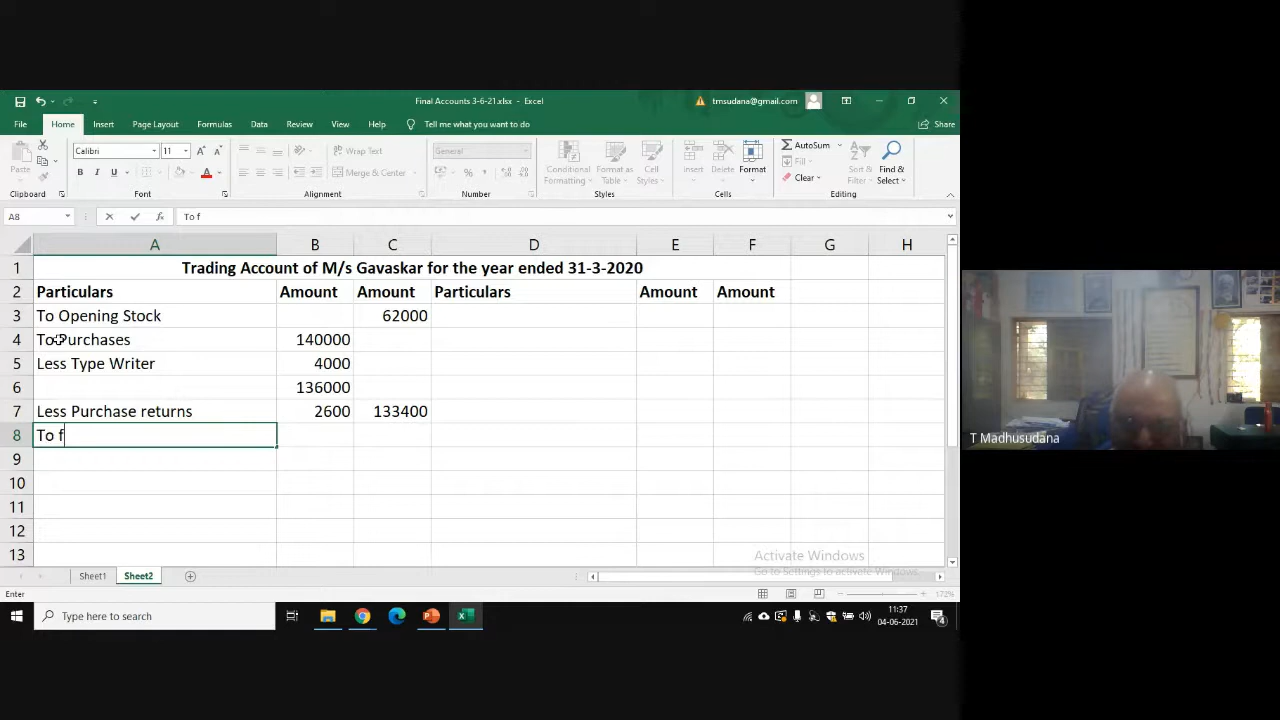 Final Accounts 3-6-21.xlsx - Excel
tmsudana@gmail.com
File Home Insert Page Layout Formulas Data Review View Help Tell me what you want to do Share
Paste
Calibri 11
B I U
Wrap Text
Merge & Center
General
Conditional Formatting
Format as Table
Cell Styles
Insert Delete Format
AutoSum
Fill
Clear
Sort & Filter
Find & Select
Clipboard Font Alignment Number Styles Cells Editing
A8 fx To f
A B C D E F G H
1 Trading Account of M/s Gavaskar for the year ended 31-3-2020
2 Particulars Amount Amount Particulars Amount Amount
3 To Opening Stock 62000
4 To Purchases 140000
5 Less Type Writer 4000
6 136000
7 Less Purchase returns 2600 133400
8 To f
9
10
11
12
13
T Madhusudana
Activate Windows
Go to Settings to activate Windows.
Sheet1 Sheet2
Enter 172%
Type here to search
11:37
04-06-2021
4